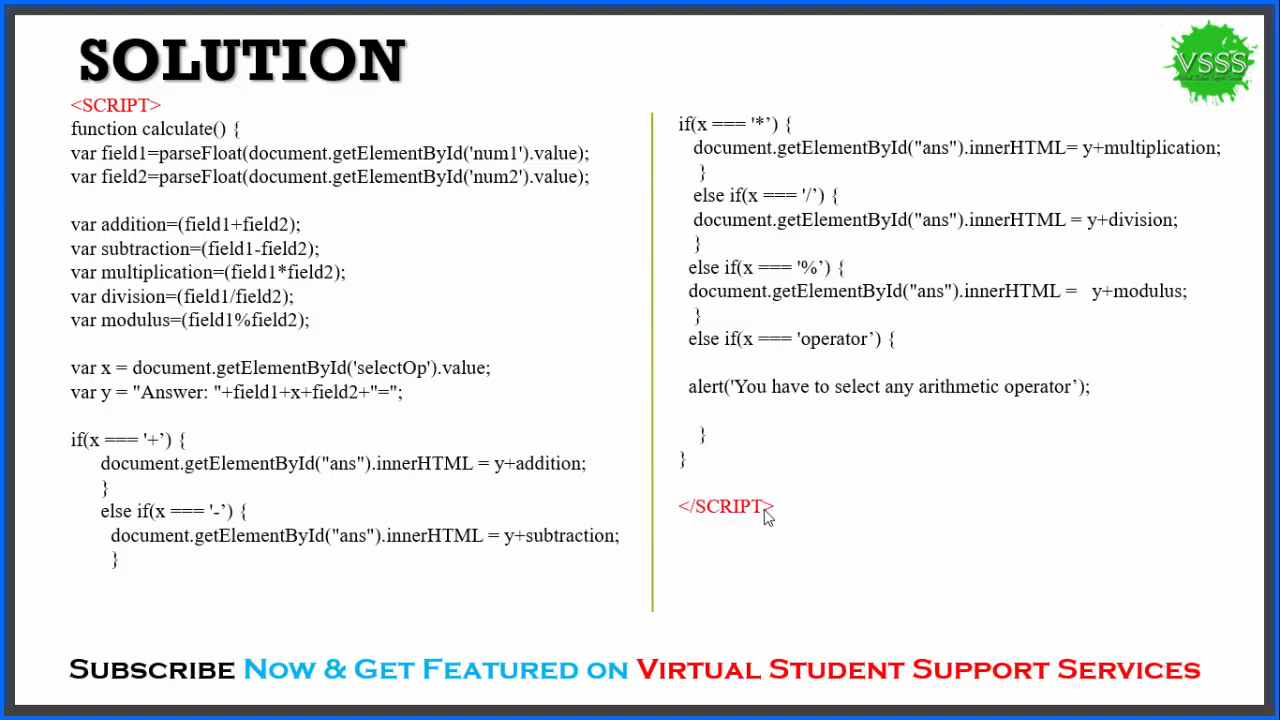 SOLUTION
VSSS
<SCRIPT>
function calculate() {
var field1=parseFloat(document.getElementById('num1').value);
var field2=parseFloat(document.getElementById('num2').value);
var addition=(field1+field2);
var subtraction=(field1-field2);
var multiplication=(field1*field2);
var division=(field1/field2);
var modulus=(field1%field2);
var x = document.getElementById('selectOp').value;
var y = "Answer: "+field1+x+field2+"=";
if(x === '+’) {
document.getElementById("ans").innerHTML = y+addition;
}
else if(x === '-’) {
document.getElementById("ans").innerHTML = y+subtraction;
}
if(x === '*’) {
document.getElementById("ans").innerHTML= y+multiplication;
}
else if(x === '/’) {
document.getElementById("ans").innerHTML = y+division;
}
else if(x === '%’) {
document.getElementById("ans").innerHTML =   y+modulus;
}
else if(x === 'operator’) {
alert('You have to select any arithmetic operator’);
}
}
</SCRIPT>
Subscribe Now & Get Featured on Virtual Student Support Services